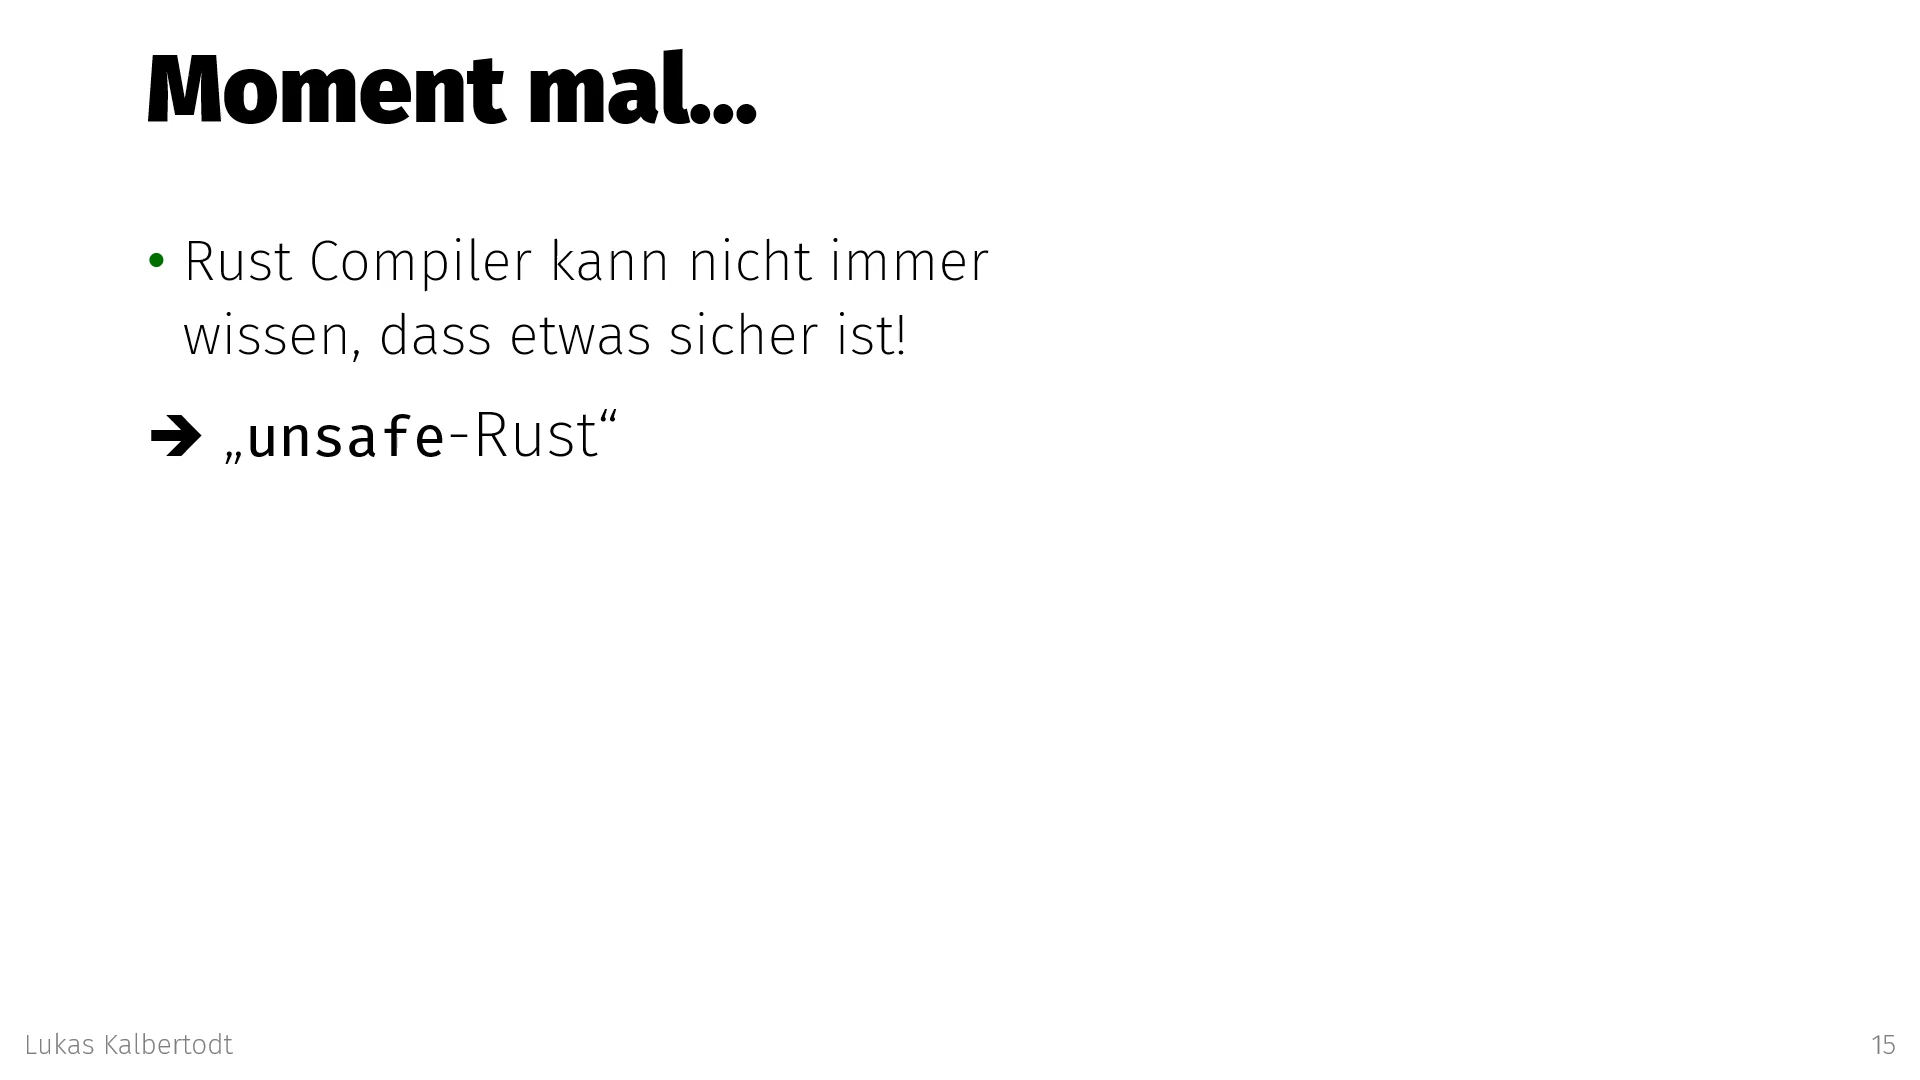 Moment mal…
• Rust Compiler kann nicht immer
wissen, dass etwas sicher ist!
➔ „unsafe-Rust“
Lukas Kalbertodt
15